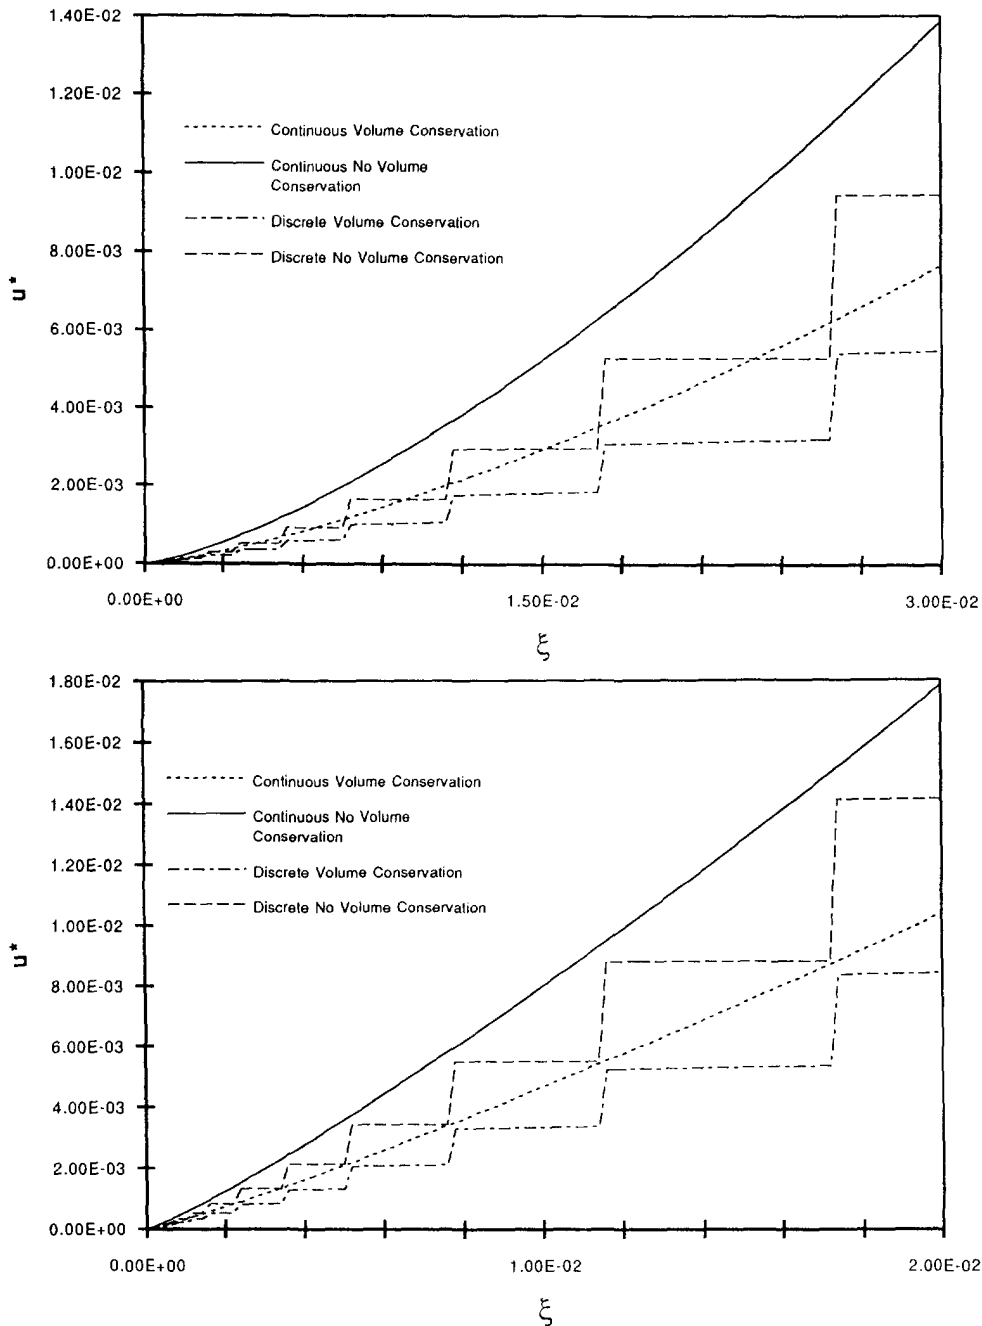 1.40E-02
1.20E-02
1.00E-02
8.00E-03
6.00E-03
4.00E-03
2.00E-03
0.00E+00
u*
Continuous Volume Conservation
Continuous No Volume
Conservation
Discrete Volume Conservation
Discrete No Volume Conservation
0.00E+00
1.50E-02
3.00E-02
ξ
1.80E-02
1.60E-02
1.40E-02
1.20E-02
1.00E-02
8.00E-03
6.00E-03
4.00E-03
2.00E-03
0.00E+00
u*
Continuous Volume Conservation
Continuous No Volume
Conservation
Discrete Volume Conservation
Discrete No Volume Conservation
0.00E+00
1.00E-02
2.00E-02
ξ